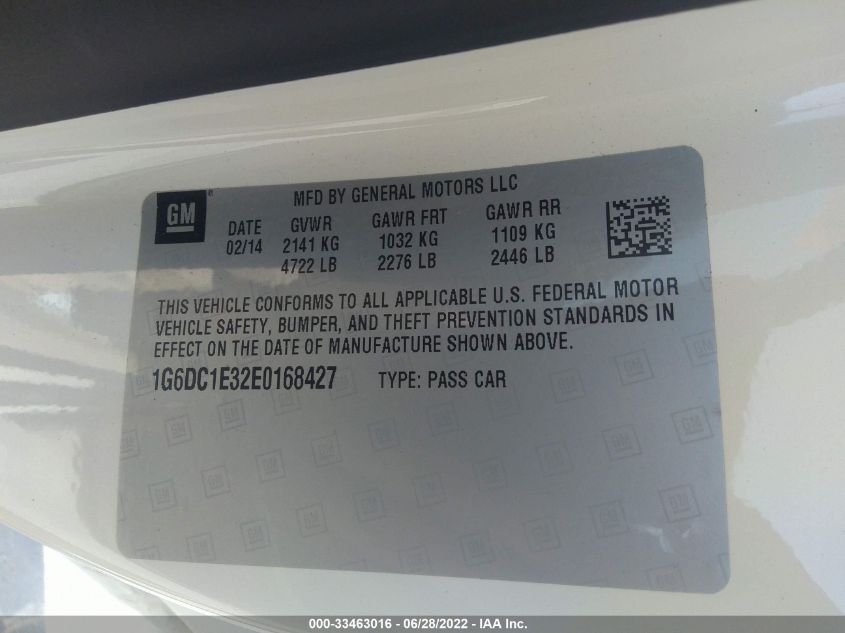 GM
MFD BY GENERAL MOTORS LLC
DATE GVWR GAWR FRT GAWR RR
02/14 2141 KG 1032 KG 1109 KG
4722 LB 2276 LB 2446 LB
THIS VEHICLE CONFORMS TO ALL APPLICABLE U.S. FEDERAL MOTOR
VEHICLE SAFETY, BUMPER, AND THEFT PREVENTION STANDARDS IN
EFFECT ON THE DATE OF MANUFACTURE SHOWN ABOVE.
1G6DC1E32E0168427 TYPE: PASS CAR
000-33463016 - 06/28/2022 - IAA Inc.